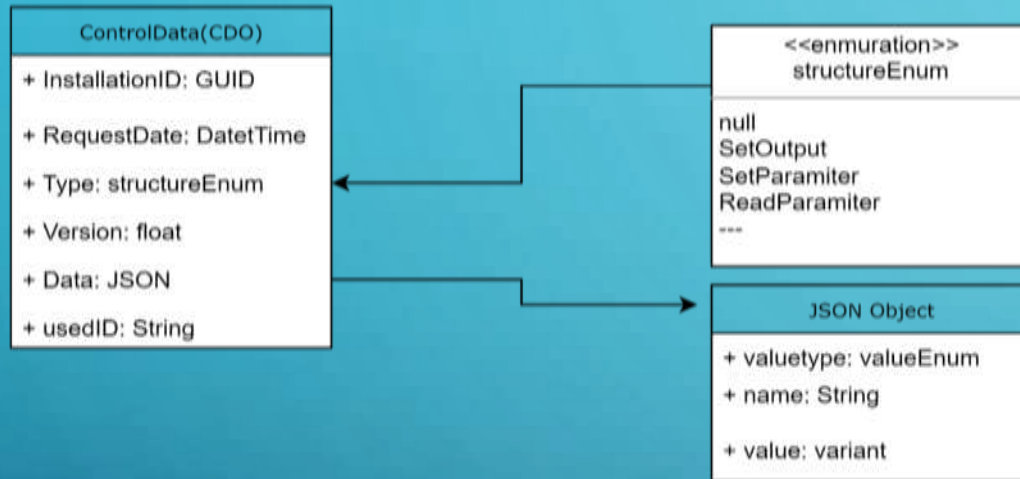 ControlData(CDO)
+ InstallationID: GUID
+ RequestDate: DatetTime
+ Type: structureEnum
+ Version: float
+ Data: JSON
+ usedID: String
<<enmuration>>
structureEnum
null
SetOutput
SetParamiter
ReadParamiter
---
JSON Object
+ valuetype: valueEnum
+ name: String
+ value: variant